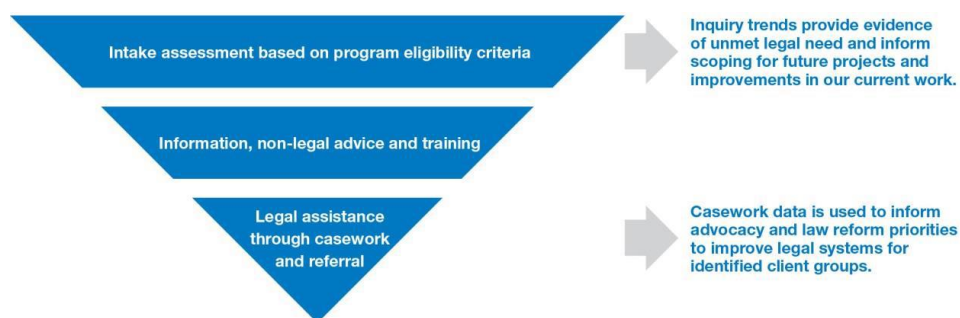 Intake assessment based on program eligibility criteria
Inquiry trends provide evidence
of unmet legal need and inform
scoping for future projects and
improvements in our current work.
Information, non-legal advice and training
Legal assistance
through casework
and referral
Casework data is used to inform
advocacy and law reform priorities
to improve legal systems for
identified client groups.